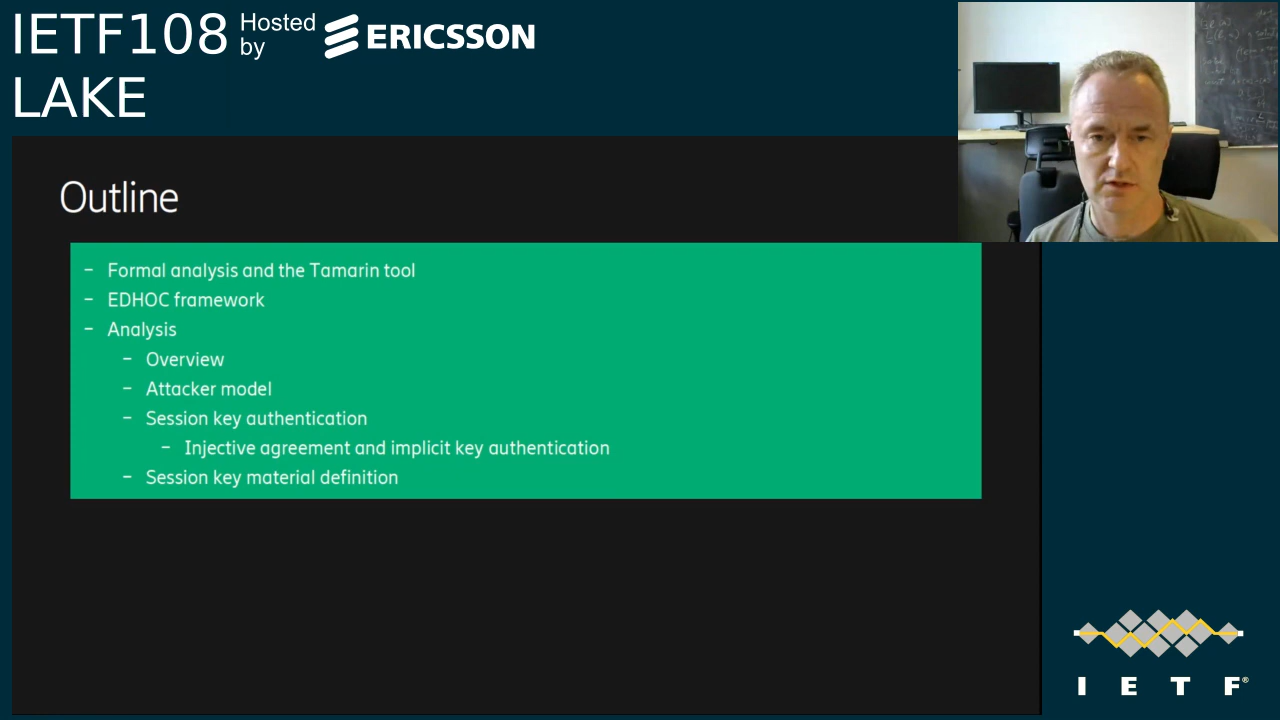 IETF108 Hosted by ERICSSON
LAKE
Outline
- Formal analysis and the Tamarin tool
- EDHOC framework
- Analysis
- Overview
- Attacker model
- Session key authentication
- Injective agreement and implicit key authentication
- Session key material definition
I E T F®